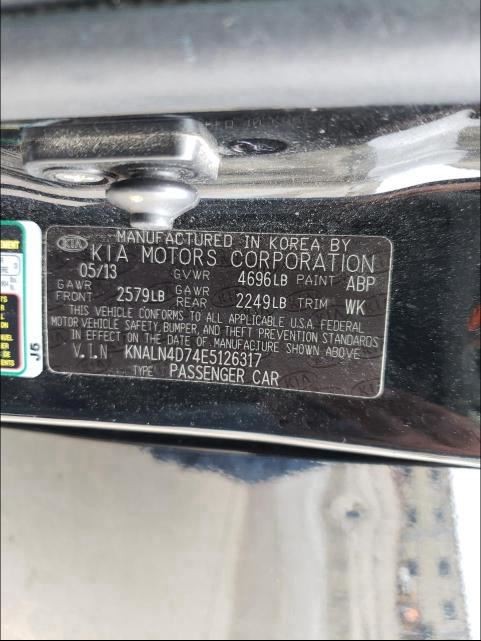 MANUFACTURED IN KOREA BY
KIA KIA MOTORS CORPORATION
05/13 GVWR 4696LB PAINT ABP
GAWR FRONT 2579LB GAWR REAR 2249LB TRIM WK
THIS VEHICLE CONFORMS TO ALL APPLICABLE U.S.A. FEDERAL
MOTOR VEHICLE SAFETY, BUMPER, AND THEFT PREVENTION STANDARDS
IN EFFECT ON THE DATE OF MANUFACTURE SHOWN ABOVE
V.I.N KNALN4D74E5126317
TYPE PASSENGER CAR
J5